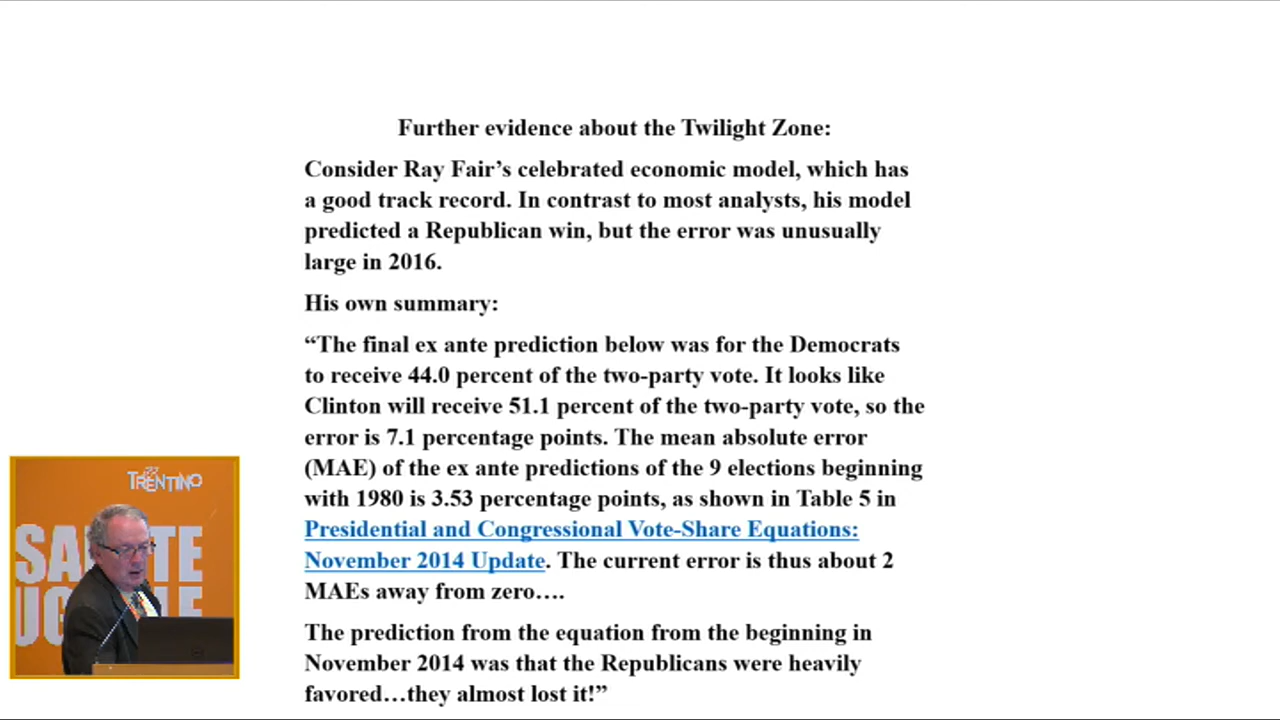 Further evidence about the Twilight Zone:
Consider Ray Fair’s celebrated economic model, which has
a good track record. In contrast to most analysts, his model
predicted a Republican win, but the error was unusually
large in 2016.
His own summary:
“The final ex ante prediction below was for the Democrats
to receive 44.0 percent of the two-party vote. It looks like
Clinton will receive 51.1 percent of the two-party vote, so the
error is 7.1 percentage points. The mean absolute error
(MAE) of the ex ante predictions of the 9 elections beginning
with 1980 is 3.53 percentage points, as shown in Table 5 in
Presidential and Congressional Vote-Share Equations:
November 2014 Update. The current error is thus about 2
MAEs away from zero….
The prediction from the equation from the beginning in
November 2014 was that the Republicans were heavily
favored…they almost lost it!”
TRENTINO